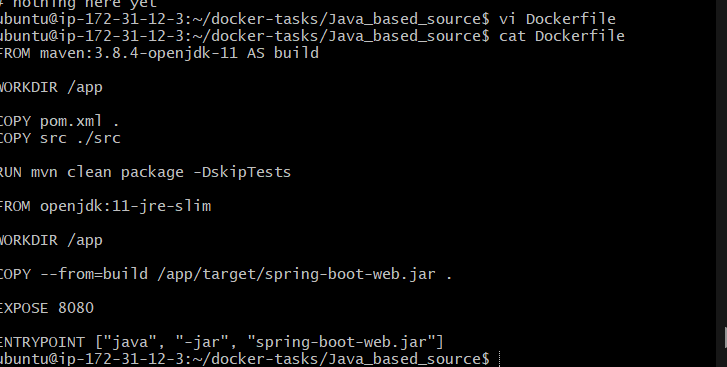 # nothing here yet
ubuntu@ip-172-31-12-3:~/docker-tasks/Java_based_source$ vi Dockerfile
ubuntu@ip-172-31-12-3:~/docker-tasks/Java_based_source$ cat Dockerfile
FROM maven:3.8.4-openjdk-11 AS build
WORKDIR /app
COPY pom.xml .
COPY src ./src
RUN mvn clean package -DskipTests
FROM openjdk:11-jre-slim
WORKDIR /app
COPY --from=build /app/target/spring-boot-web.jar .
EXPOSE 8080
ENTRYPOINT ["java", "-jar", "spring-boot-web.jar"]
ubuntu@ip-172-31-12-3:~/docker-tasks/Java_based_source$